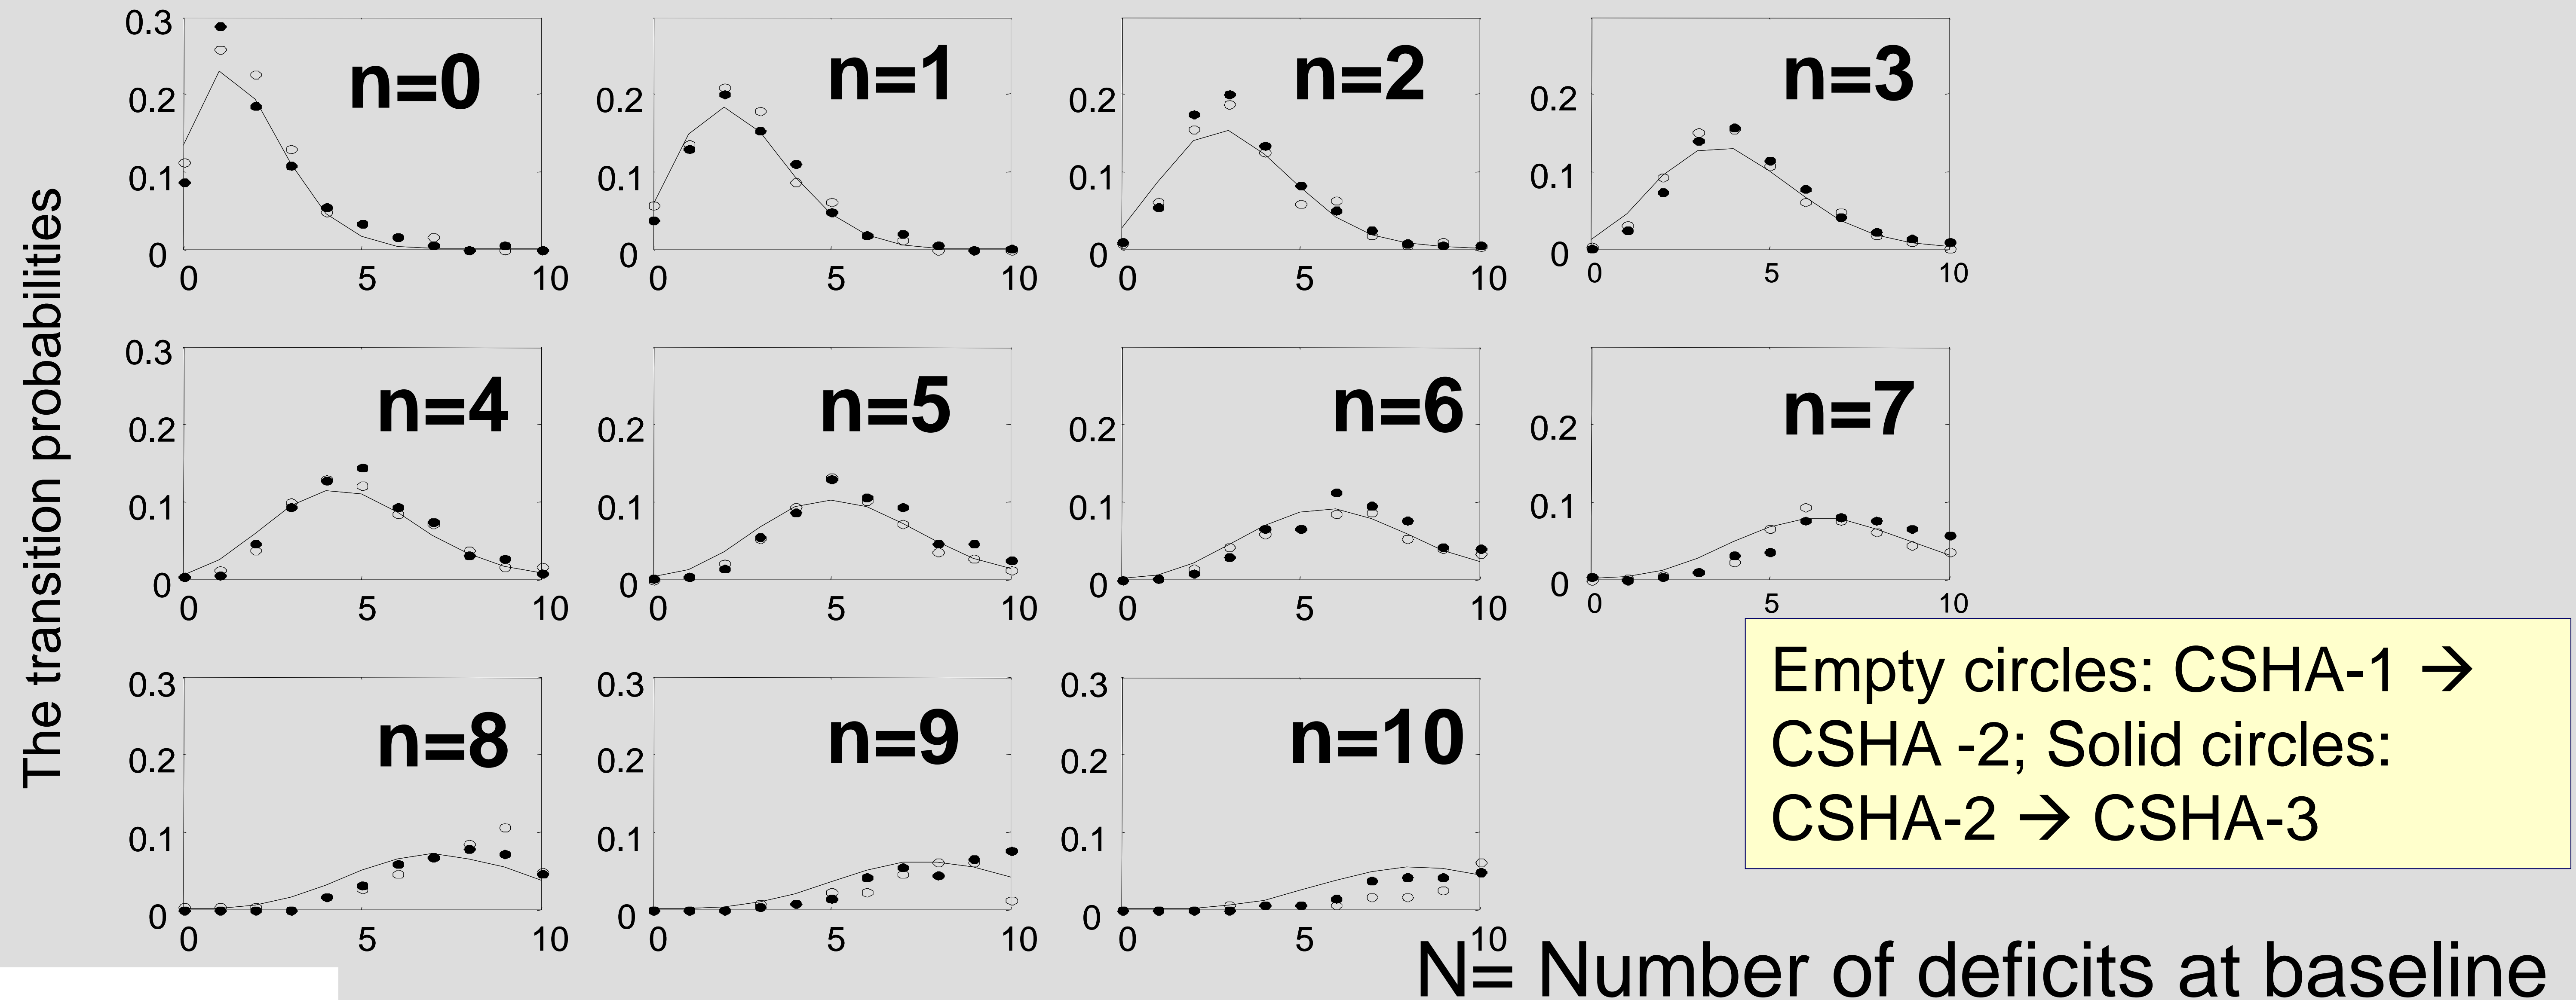 The transition probabilities
0.3
0.2
0.1
0
n=0
0 5 10
0.2
0.1
0
n=1
0 5 10
0.2
0.1
0
n=2
0 5 10
0.2
0.1
0
n=3
0 5 10
0.3
0.2
0.1
0
n=4
0 5 10
0.2
0.1
0
n=5
0 5 10
0.2
0.1
0
n=6
0 5 10
0.2
0.1
0
n=7
0 5 10
0.3
0.2
0.1
0
n=8
0 5 10
0.3
0.2
0.1
0
n=9
0 5 10
0.3
0.2
0.1
0
n=10
0 5 10
Empty circles: CSHA-1 →
CSHA -2; Solid circles:
CSHA-2 → CSHA-3
N= Number of deficits at baseline